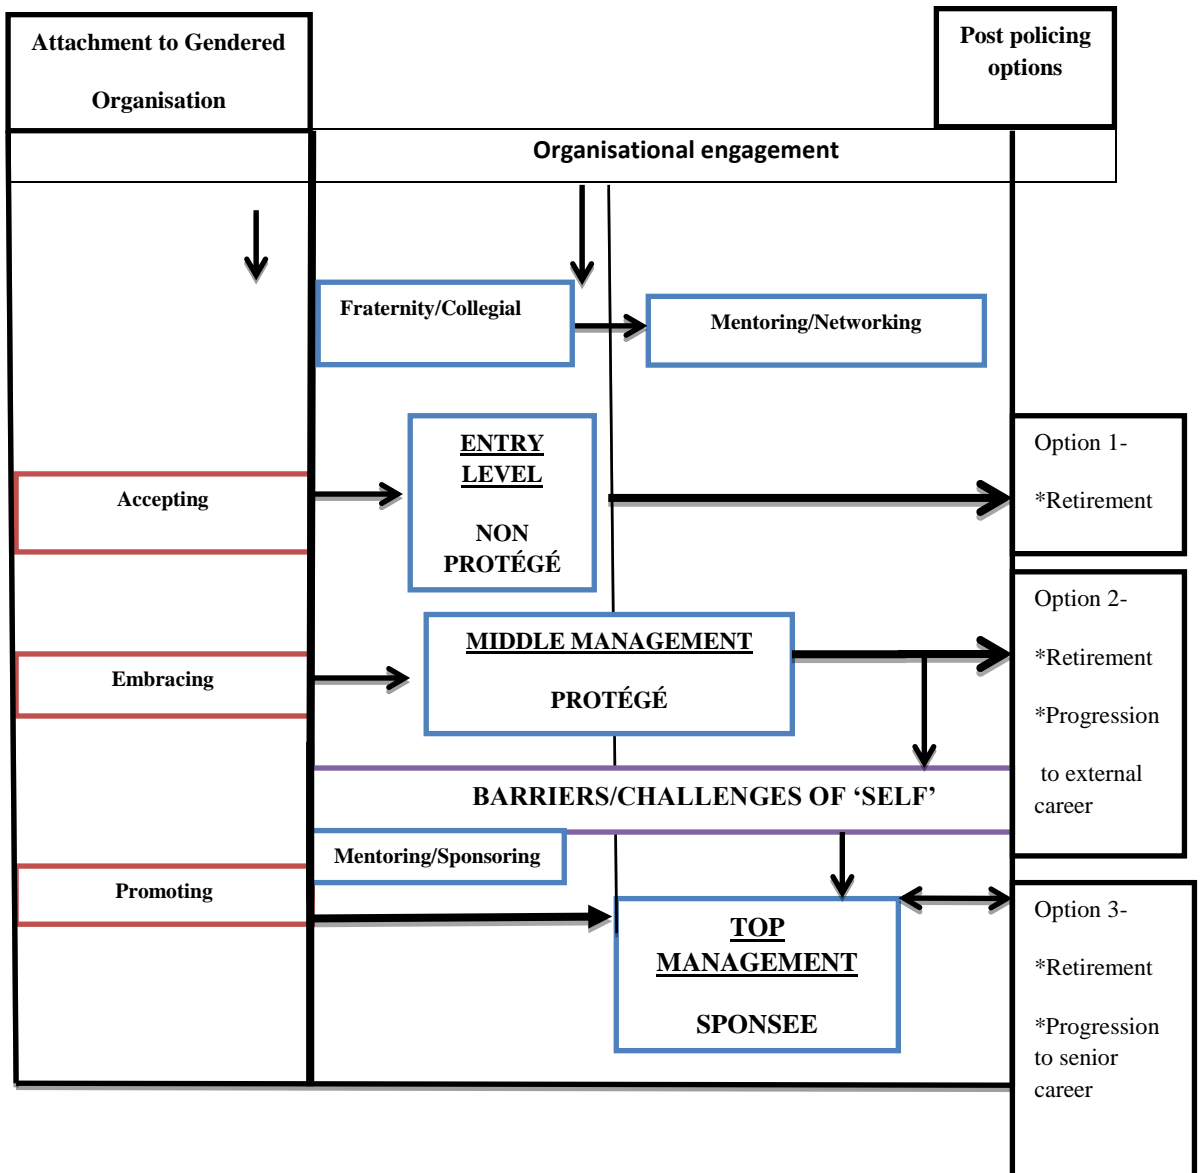 Attachment to Gendered
Organisation
Post policing
options
Organisational engagement
Fraternity/Collegial
Mentoring/Networking
Accepting
ENTRY
LEVEL
NON
PROTÉGÉ
Option 1-
*Retirement
Embracing
MIDDLE MANAGEMENT
PROTÉGÉ
Option 2-
*Retirement
*Progression
to external
career
BARRIERS/CHALLENGES OF ‘SELF’
Mentoring/Sponsoring
Promoting
TOP
MANAGEMENT
SPONSEE
Option 3-
*Retirement
*Progression
to senior
career